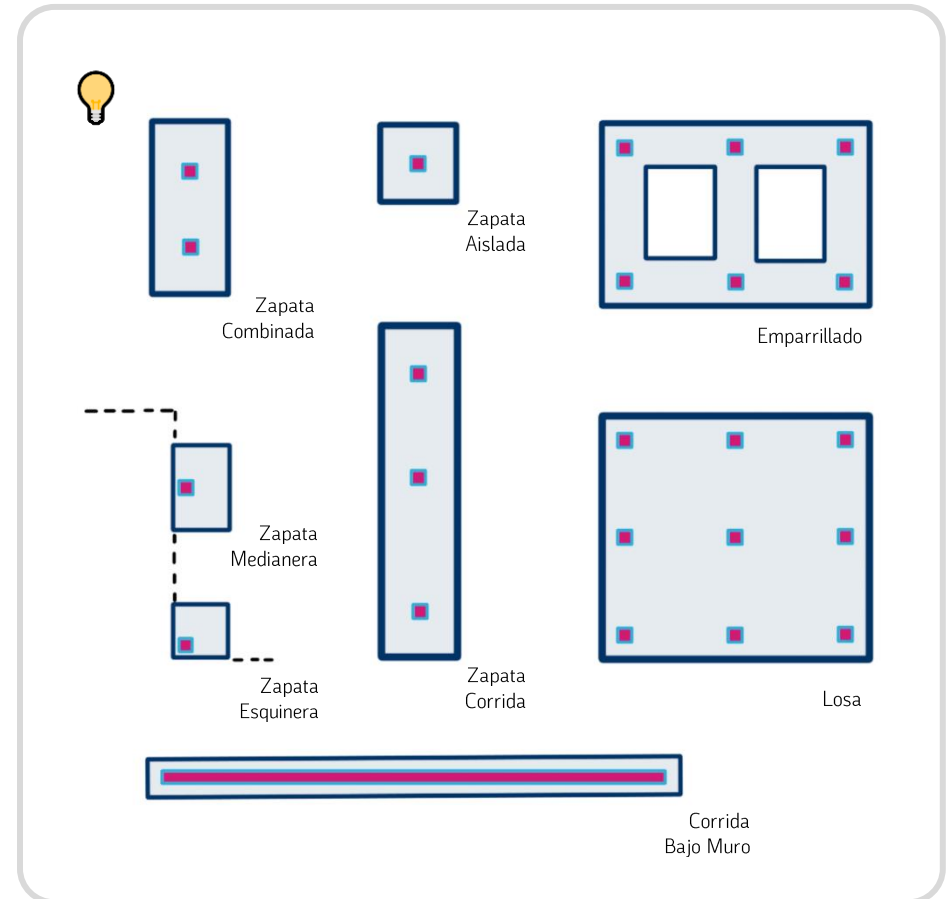 Zapata
Combinada
Zapata
Aislada
Emparrillado
Zapata
Medianera
Zapata
Esquinera
Zapata
Corrida
Losa
Corrida
Bajo Muro